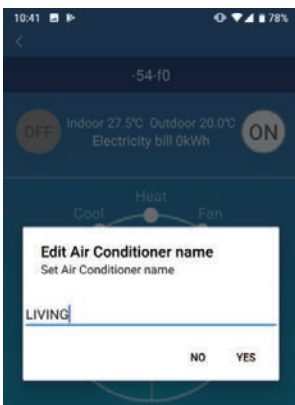 10:41 78%
-54-f0
OFF Indoor 27.5℃ Outdoor 20.0℃ ON
Electricity bill 0kWh
Heat
Cool Fan
Edit Air Conditioner name
Set Air Conditioner name
LIVING
NO YES